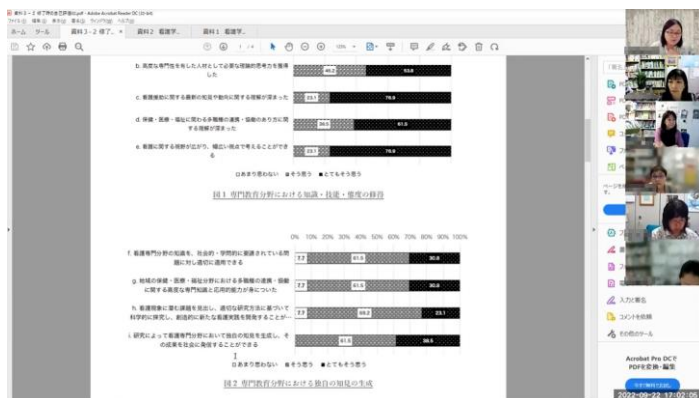 資料3-2 修了時の自己評価(I).pdf - Adobe Acrobat Reader DC (32-bit)
ホーム ツール 資料3-2 修了... × 資料2 看護学... 資料1 看護学...
1 / 4
b. 高度な専門性を有した人材として必要な理論的思考力を獲得
した
46.2 53.8
c. 看護援助に関する最新の知見や動向に関する理解が深まった
23.1 76.9
d. 保健・医療・福祉に関わる多職種の連携・協働のあり方に関
する理解が深まった
38.5 61.5
e. 看護に関する視野が広がり、幅広い視点で考えることができ
る
23.1 76.9
あまり思わない そう思う とてもそう思う
図1 専門教育分野における知識・技能・態度の修得
0% 10% 20% 30% 40% 50% 60% 70% 80% 90% 100%
f. 看護専門分野の知識を、社会的・学問的に要請されている問
題に対し適切に適用できる
7.7 61.5 30.8
g. 地域の保健・医療・福祉分野における多職種の連携・協働
に関する高度な専門知識と応用的能力が身についた
7.7 61.5 30.8
h. 看護現象に潜む課題を見出し、適切な研究方法に基づいて
科学的に探究し、創造的に新たな看護実践を開発することが…
7.7 69.2 23.1
i. 研究によって看護専門分野において独自の知見を生成し、そ
の成果を社会に発信することができる
61.5 38.5
あまり思わない そう思う とてもそう思う
図2 専門教育分野における独自の知見の生成
入力と署名
コメントを依頼
その他のツール
Acrobat Pro DCで
PDFを変換・編集
2022-09-22 17:02:06